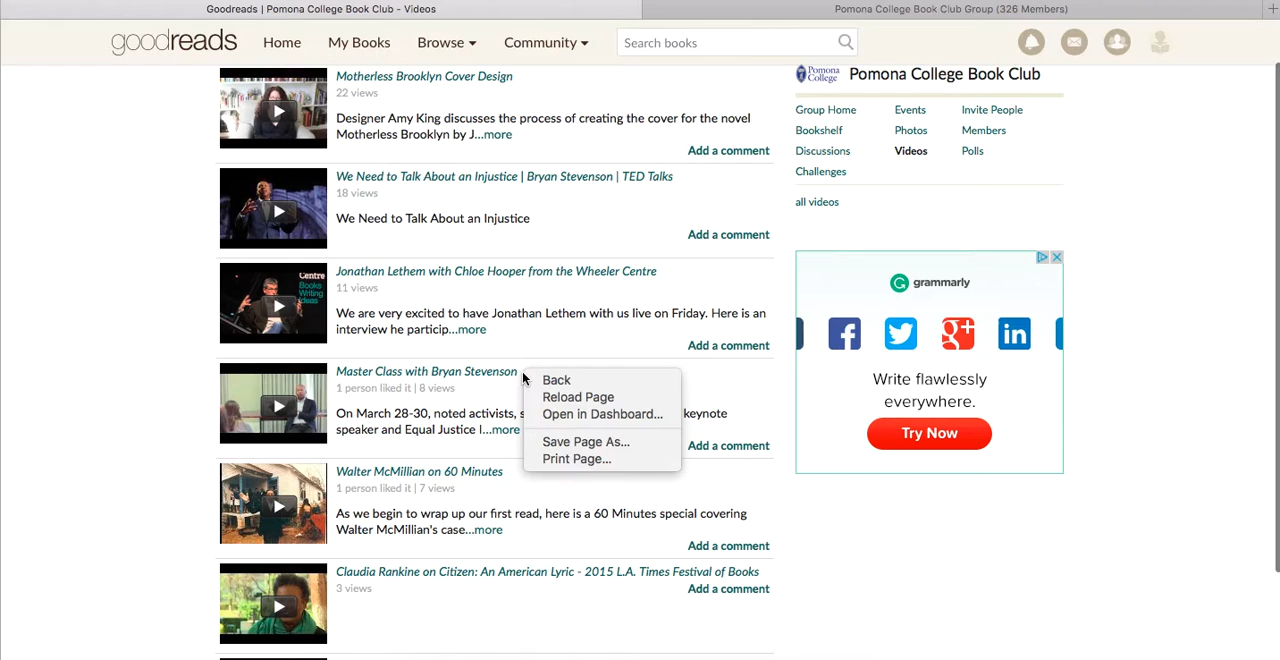 Goodreads | Pomona College Book Club - Videos
Pomona College Book Club Group (326 Members)
goodreads
Home
My Books
Browse
Community
Search books
Motherless Brooklyn Cover Design
22 views
Designer Amy King discusses the process of creating the cover for the novel
Motherless Brooklyn by J...more
Add a comment
We Need to Talk About an Injustice | Bryan Stevenson | TED Talks
18 views
We Need to Talk About an Injustice
Add a comment
Centre
Books
Writing
Ideas
Jonathan Lethem with Chloe Hooper from the Wheeler Centre
11 views
We are very excited to have Jonathan Lethem with us live on Friday. Here is an
interview he particip...more
Add a comment
Master Class with Bryan Stevenson
1 person liked it | 8 views
On March 28-30, noted activists, s
keynote
speaker and Equal Justice I...more
Add a comment
Back
Reload Page
Open in Dashboard...
Save Page As...
Print Page...
Walter McMillian on 60 Minutes
1 person liked it | 7 views
As we begin to wrap up our first read, here is a 60 Minutes special covering
Walter McMillian's case...more
Add a comment
Claudia Rankine on Citizen: An American Lyric - 2015 L.A. Times Festival of Books
3 views
Add a comment
Pomona College
Pomona College Book Club
Group Home
Events
Invite People
Bookshelf
Photos
Members
Discussions
Videos
Polls
Challenges
all videos
grammarly
Write flawlessly
everywhere.
Try Now